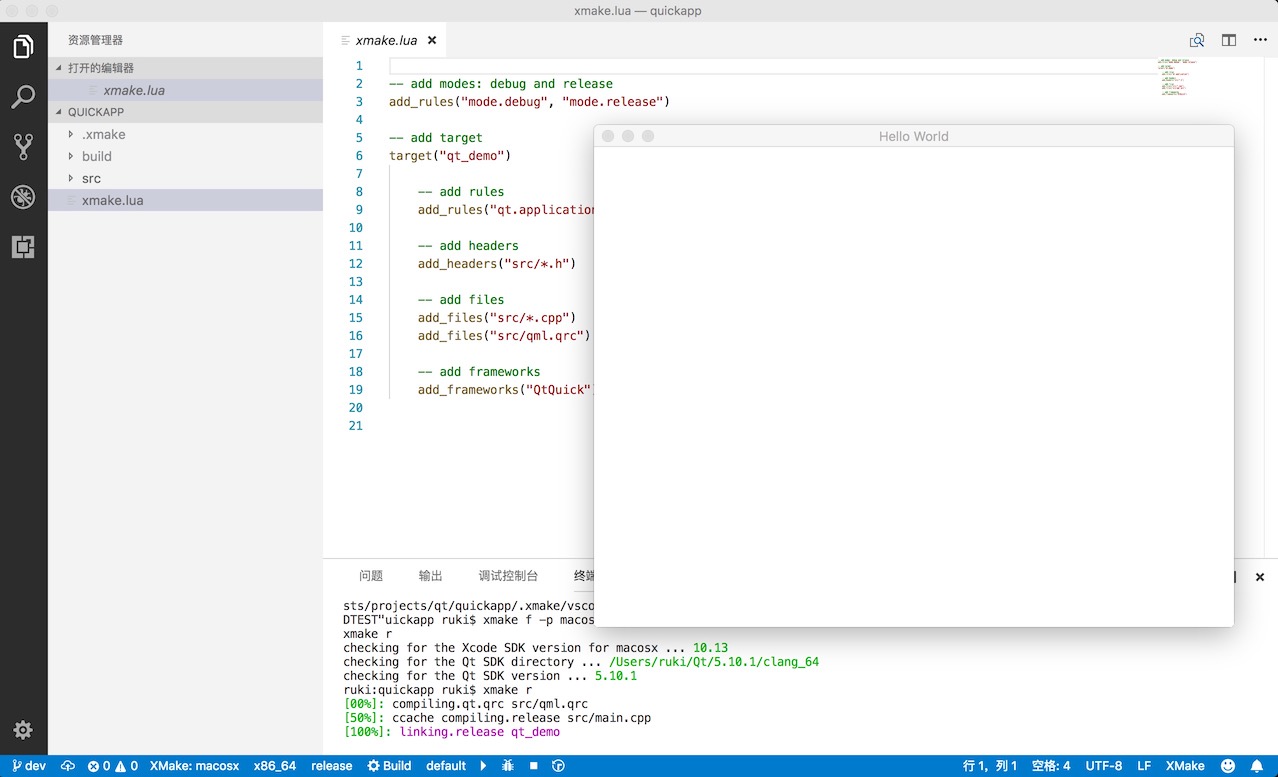 xmake.lua — quickapp
资源管理器
打开的编辑器
xmake.lua
QUICKAPP
.xmake
build
src
xmake.lua
xmake.lua
1
2 -- add modes: debug and release
3 add_rules("mode.debug", "mode.release")
4
5 -- add target
6 target("qt_demo")
7
8 -- add rules
9 add_rules("qt.application
10
11 -- add headers
12 add_headers("src/*.h")
13
14 -- add files
15 add_files("src/*.cpp")
16 add_files("src/qml.qrc")
17
18 -- add frameworks
19 add_frameworks("QtQuick"
20
21
Hello World
问题 输出 调试控制台 终端
sts/projects/qt/quickapp/.xmake/vsco
DTEST"uickapp ruki$ xmake f -p macos
xmake r
checking for the Xcode SDK version for macosx ... 10.13
checking for the Qt SDK directory ... /Users/ruki/Qt/5.10.1/clang_64
checking for the Qt SDK version ... 5.10.1
ruki:quickapp ruki$ xmake r
[00%]: compiling.qt.qrc src/qml.qrc
[50%]: ccache compiling.release src/main.cpp
[100%]: linking.release qt_demo
dev 0 0 XMake: macosx x86_64 release Build default 行 1，列 1 空格: 4 UTF-8 LF XMake